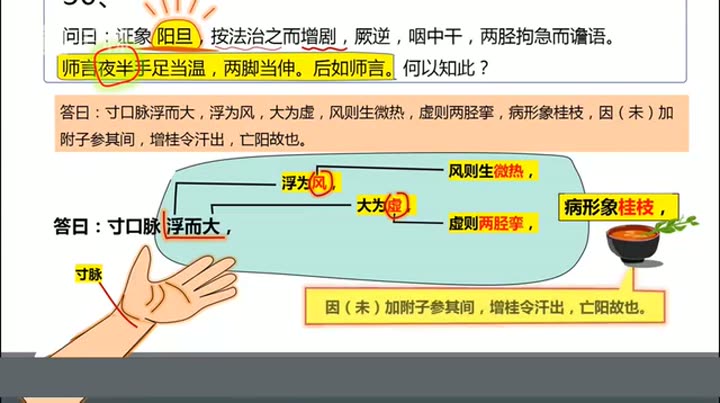 30、
问曰：证象阳旦，按法治之而增剧，厥逆，咽中干，两胫拘急而谵语。
师言夜半手足当温，两脚当伸。后如师言。何以知此？
答曰：寸口脉浮而大，浮为风，大为虚，风则生微热，虚则两胫挛，病形象桂枝，因（未）加
附子参其间，增桂令汗出，亡阳故也。
风则生微热，
浮为风，
大为虚，
病形象桂枝，
答曰：寸口脉浮而大，
虚则两胫挛，
寸脉
因（未）加附子参其间，增桂令汗出，亡阳故也。